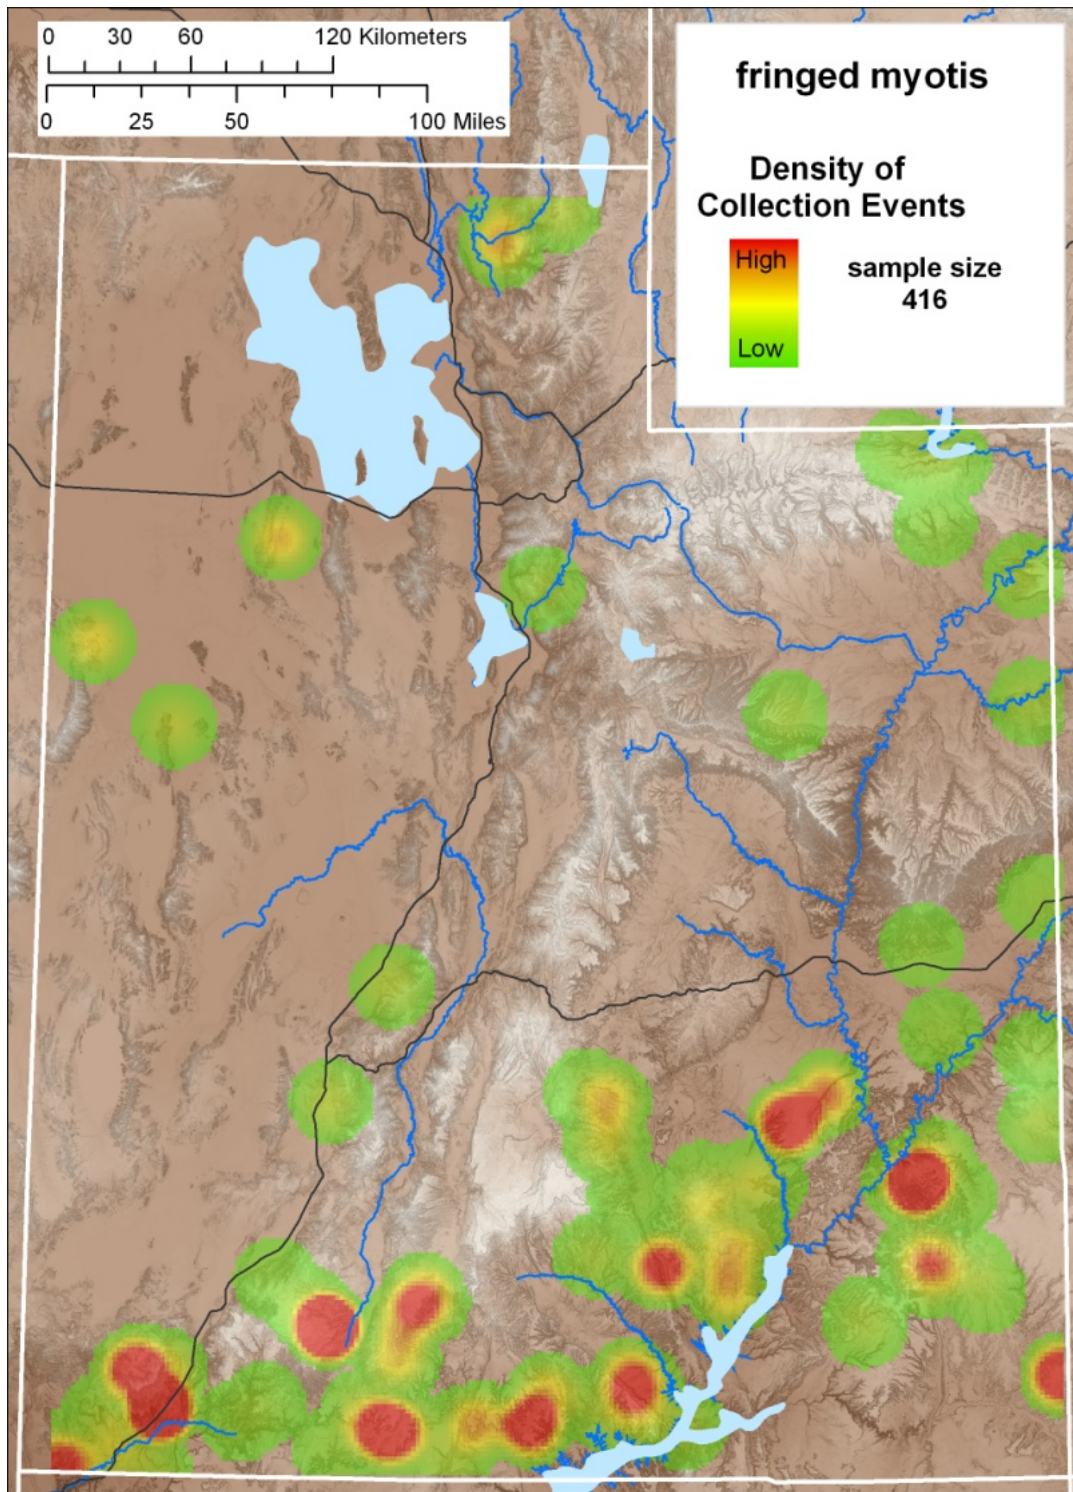 0 30 60 120 Kilometers
0 25 50 100 Miles
fringed myotis
Density of
Collection Events
High
Low
sample size
416